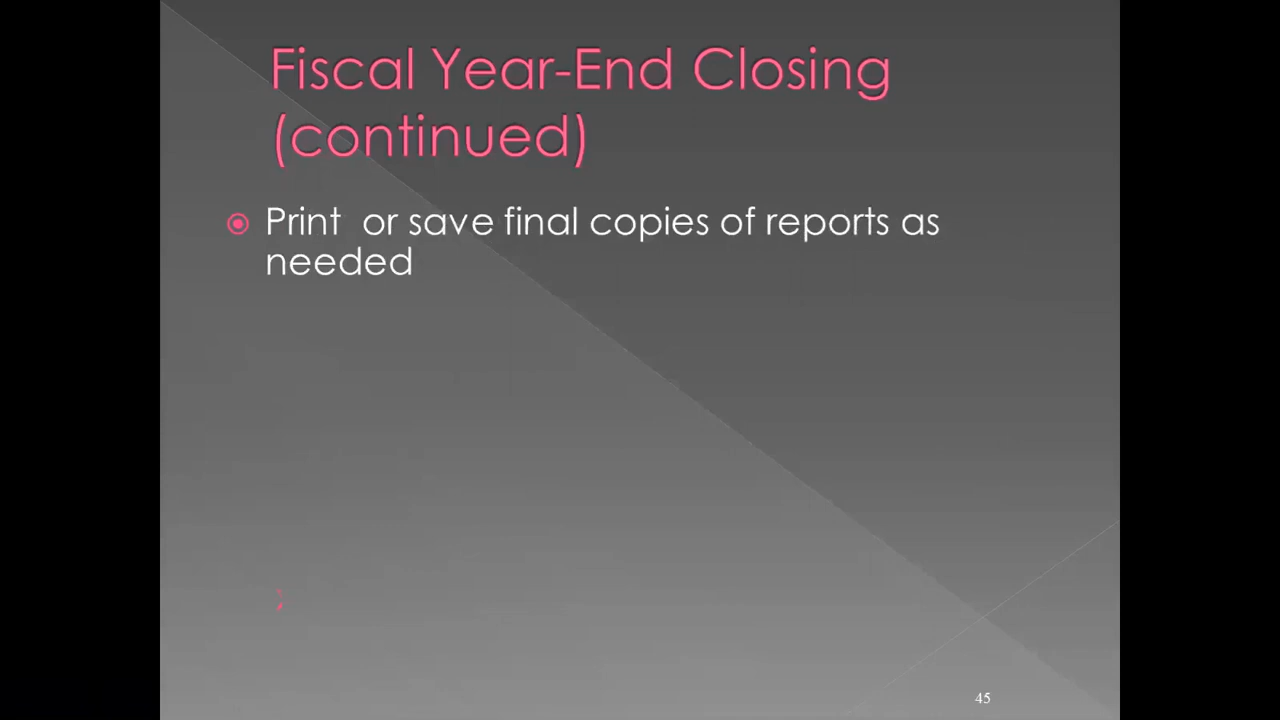 Fiscal Year-End Closing
(continued)
Print  or save final copies of reports as
needed
;
45